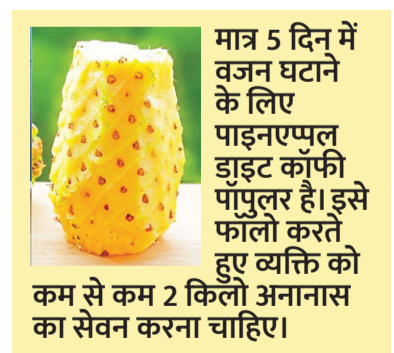 मात्र 5 दिन में
वजन घटाने
के लिए
पाइनएप्पल
डाइट कॉफी
पॉपुलर है। इसे
फॉलो करते
हुए व्यक्ति को
कम से कम 2 किलो अनानास
का सेवन करना चाहिए।